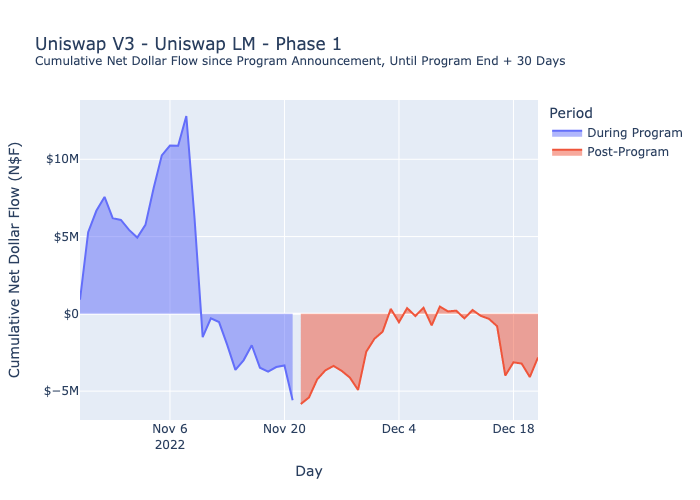 Uniswap V3 - Uniswap LM - Phase 1
Cumulative Net Dollar Flow since Program Announcement, Until Program End + 30 Days
Period
During Program
Post-Program
Cumulative Net Dollar Flow (N$F)
$10M
$5M
$0
$−5M
Nov 6
2022
Nov 20
Dec 4
Dec 18
Day